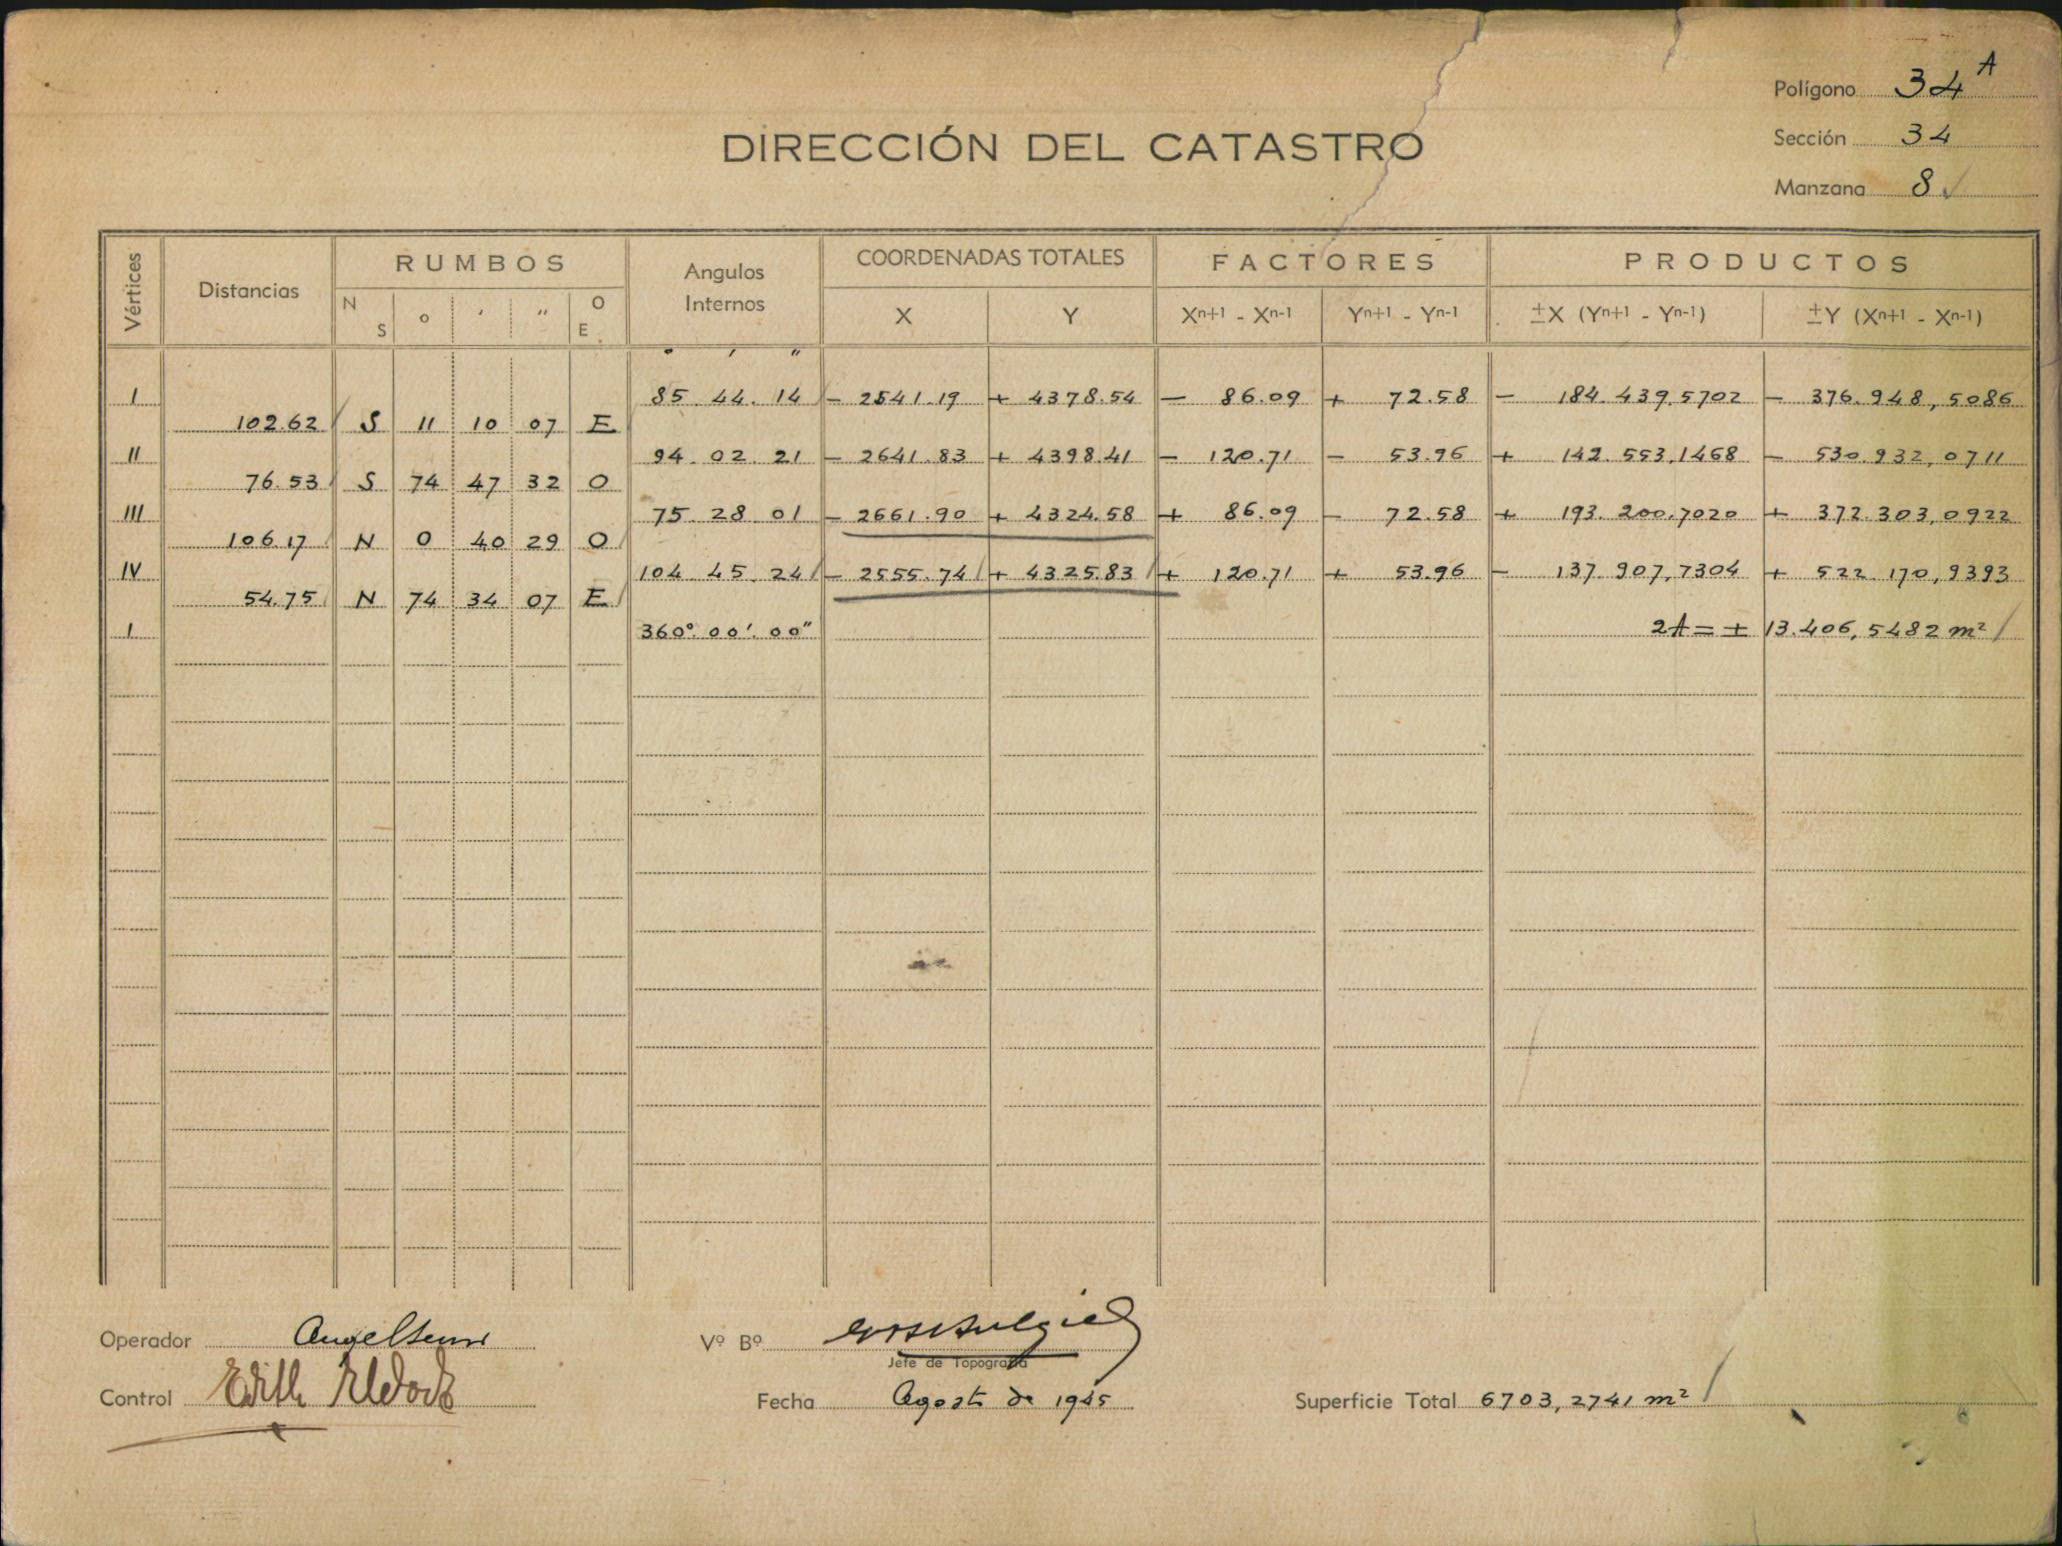 Polígono 34 A
DIRECCIÓN DEL CATASTRO
Sección 34
Manzana 8
Vértices Distancias RUMBOS Angulos Internos COORDENADAS TOTALES FACTORES PRODUCTOS
N S o ' " O E X Y Xn+1 - Xn-1 Yn+1 - Yn-1 ±X (Yn+1 - Yn-1) ±Y (Xn+1 - Xn-1)
° ' "
I 85 44. 14 - 2541.19 + 4378.54 - 86.09 + 72.58 - 184.439,5702 - 376.948,5086
102.62 S 11 10 07 E
II 94. 02. 21 - 2641.83 + 4398.41 - 120.71 - 53.96 + 142.553,1468 - 530.932,0711
76.53 S 74 47 32 O
III 75. 28 01 - 2661.90 + 4324.58 + 86.09 - 72.58 + 193.200,7020 + 372.303,0922
106.17 N 0 40 29 O
IV 104 45. 24 - 2555.74 + 4325.83 + 120.71 + 53.96 - 137.907,7304 + 522.170,9393
54.75 N 74 34 07 E
I 360° 00'. 00" 2A = + 13.406,5482 m²
Operador
Vº Bº
Jefe de Topografía
Control Edith
Fecha Agosto de 1945
Superficie Total 6703,2741 m²